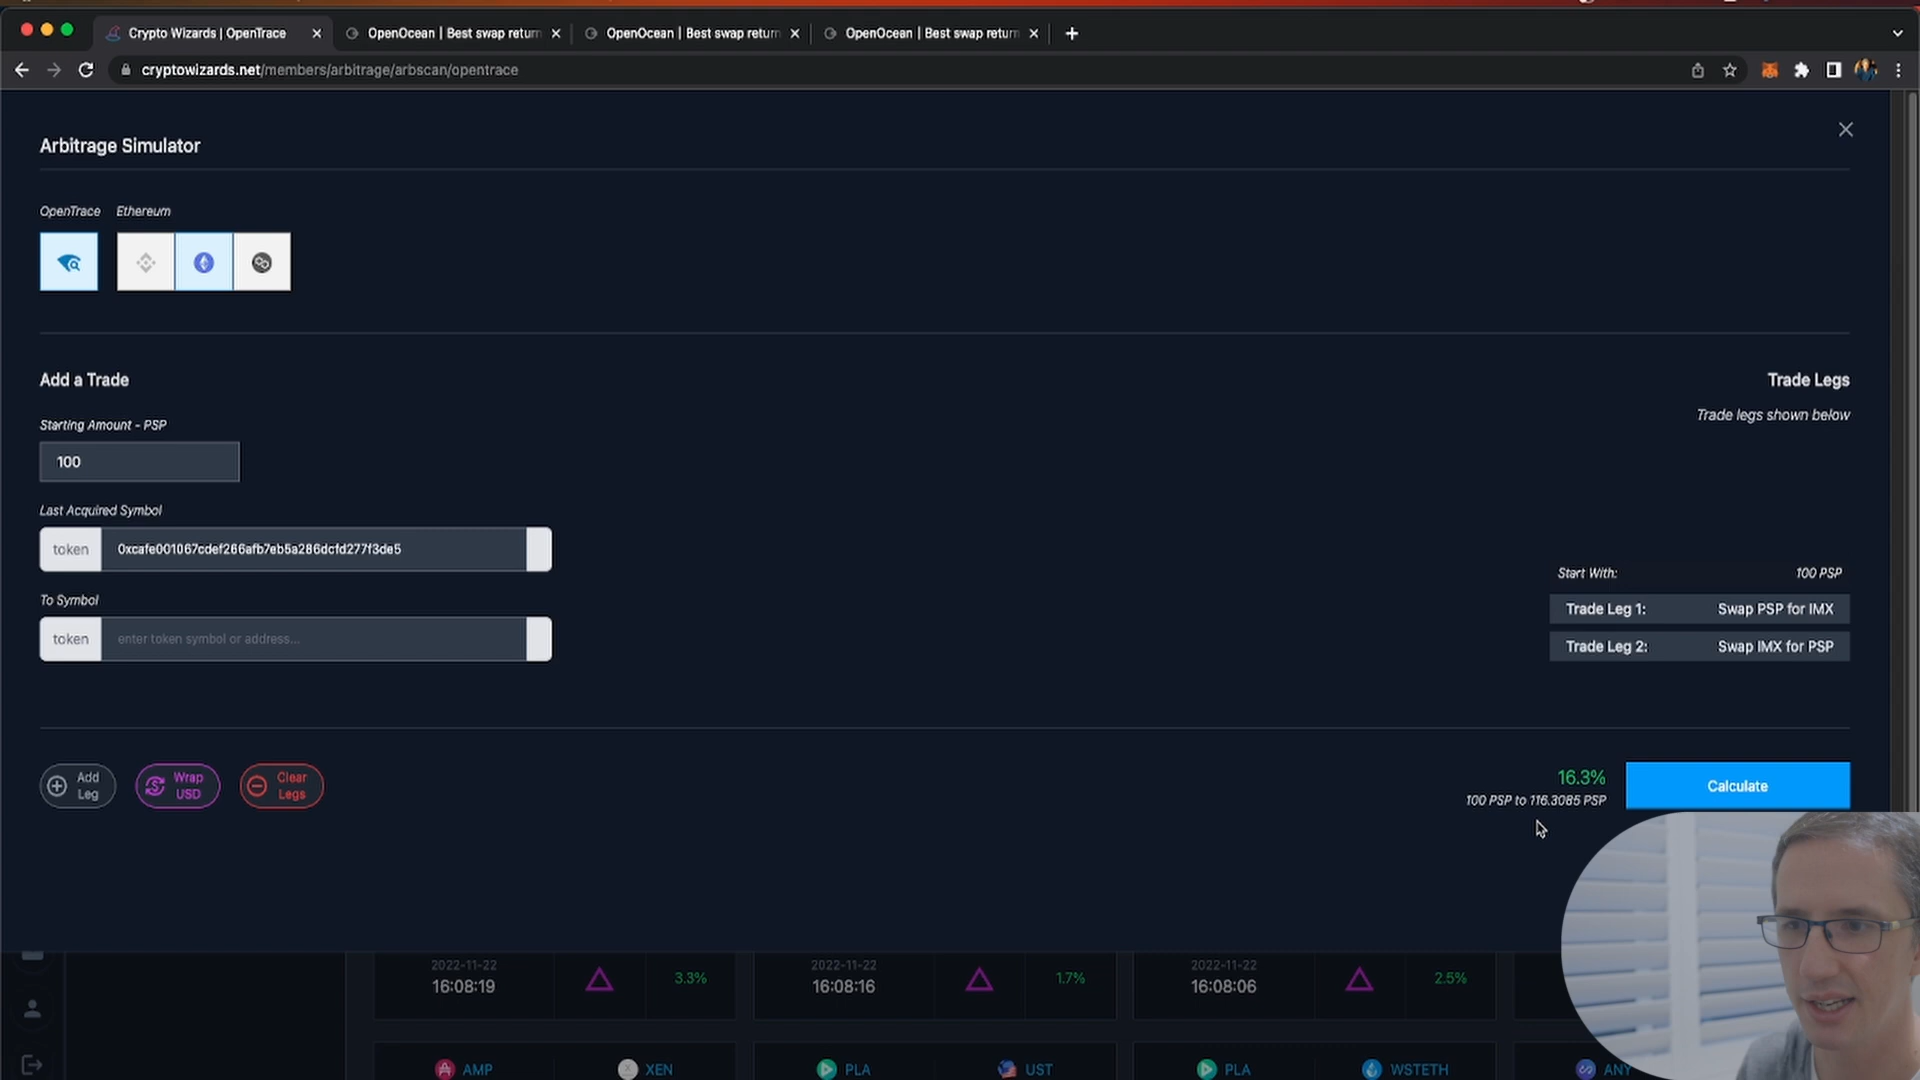 Crypto Wizards | OpenTrace
OpenOcean | Best swap return
OpenOcean | Best swap return
OpenOcean | Best swap return
cryptowizards.net/members/arbitrage/arbscan/opentrace
Arbitrage Simulator
OpenTrace Ethereum
Add a Trade
Trade Legs
Trade legs shown below
Starting Amount - PSP
100
Last Acquired Symbol
token 0xcafe001067cdef266afb7eb5a286dcfd277f3de5
To Symbol
token enter token symbol or address...
Start With: 100 PSP
Trade Leg 1: Swap PSP for IMX
Trade Leg 2: Swap IMX for PSP
Add Leg
Wrap USD
Clear Legs
16.3%
100 PSP to 116.3085 PSP
Calculate
2022-11-22
16:08:19
3.3%
2022-11-22
16:08:16
1.7%
2022-11-22
16:08:06
2.5%
AMP XEN
PLA UST
PLA WSTETH
ANY